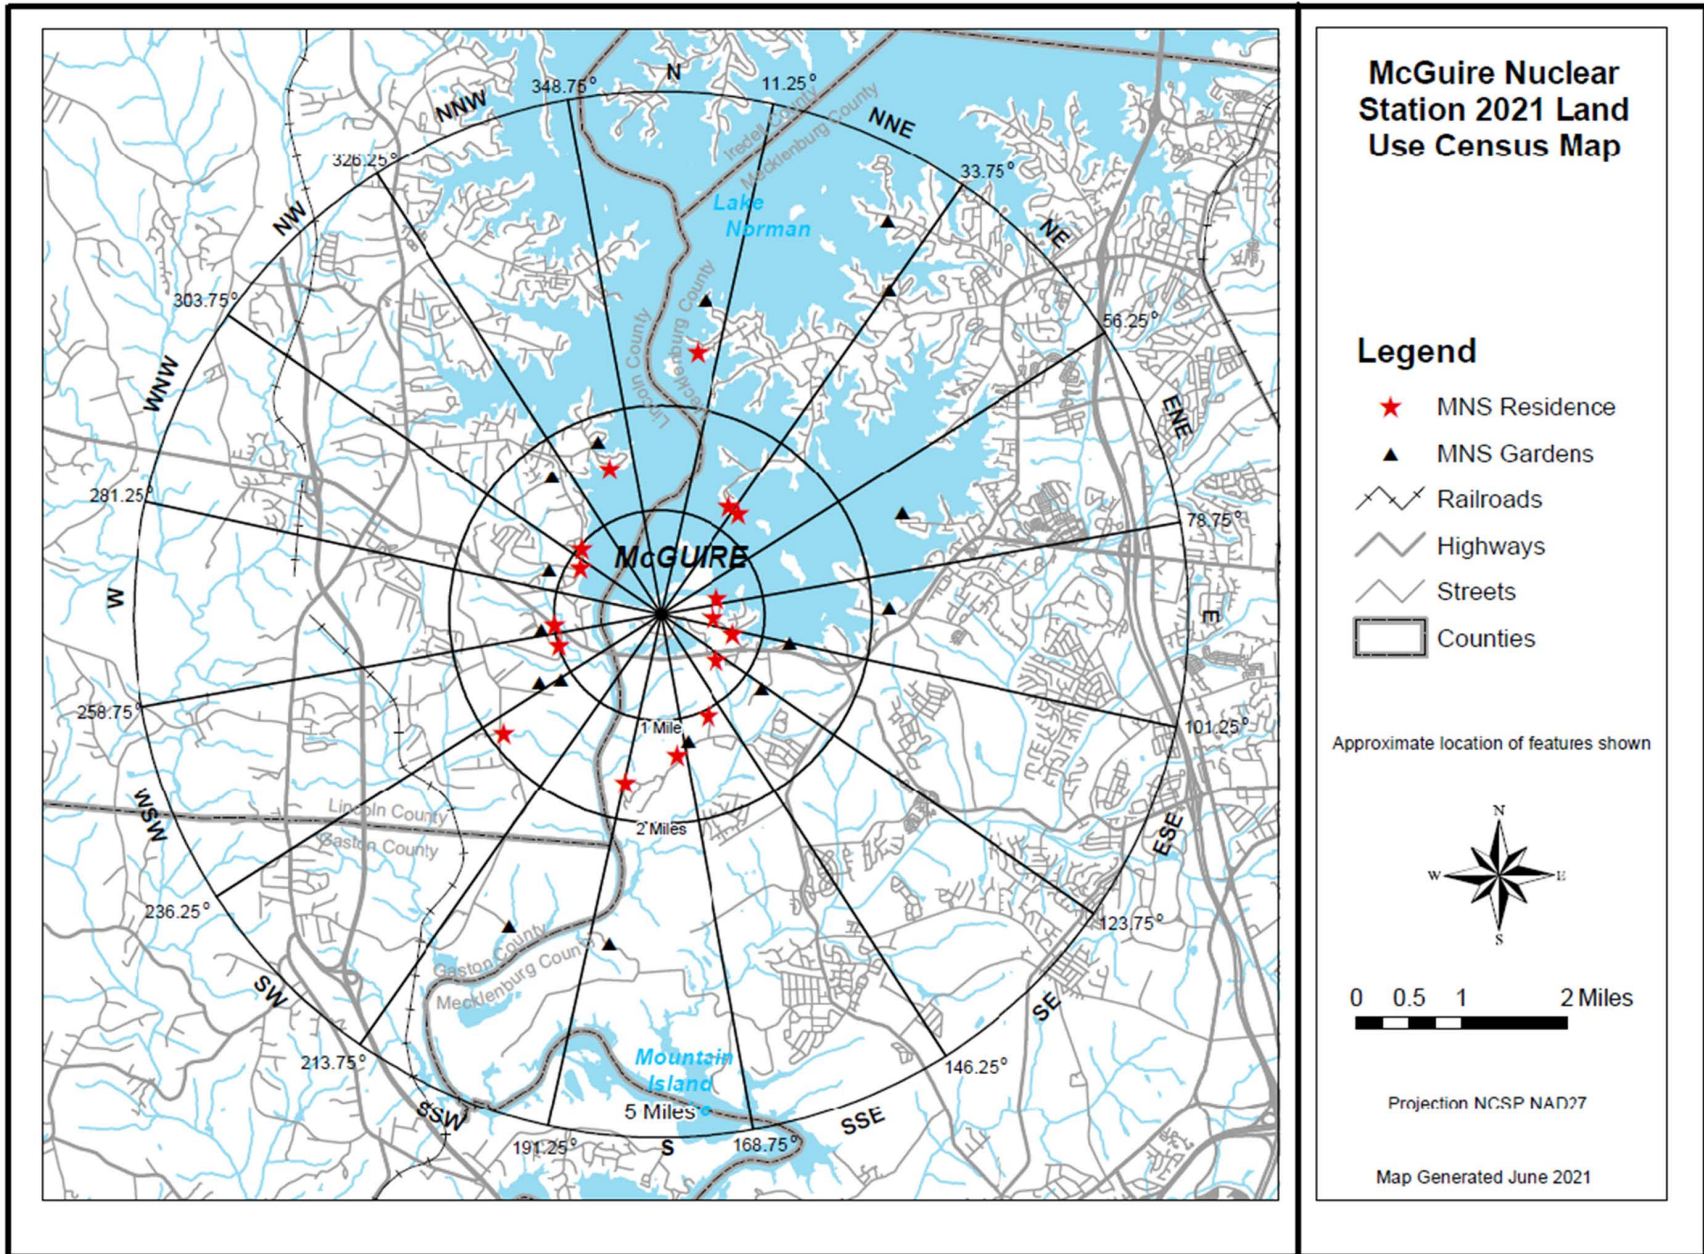 McGuire Nuclear
Station 2021 Land
Use Census Map
N
348.75°
11.25°
NNW
NNE
Iredell County
Mecklenburg County
326.25°
33.75°
Lake
Norman
NW
NE
303.75°
56.25°
Lincoln County
Mecklenburg County
WNW
ENE
281.25°
78.75°
McGUIRE
W
E
258.75°
101.25°
1 Mile
2 Miles
Lincoln County
Gaston County
WSW
ESE
236.25°
123.75°
Gaston County
Mecklenburg County
SW
SE
213.75°
146.25°
Mountain
Island
5 Miles
SSW
SSE
191.25°
S
168.75°
Legend
MNS Residence
MNS Gardens
Railroads
Highways
Streets
Counties
Approximate location of features shown
N
W
E
S
0 0.5 1 2 Miles
Projection NCSP NAD27
Map Generated June 2021